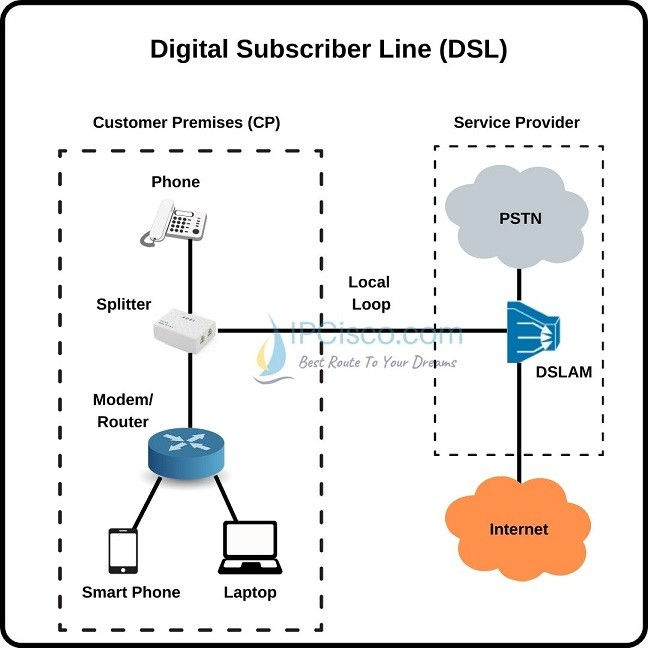 Digital Subscriber Line (DSL)
Customer Premises (CP)
Service Provider
Phone
PSTN
Splitter
Local
Loop
IPCisco.com
Best Route To Your Dreams
DSLAM
Modem/
Router
Internet
Smart Phone
Laptop